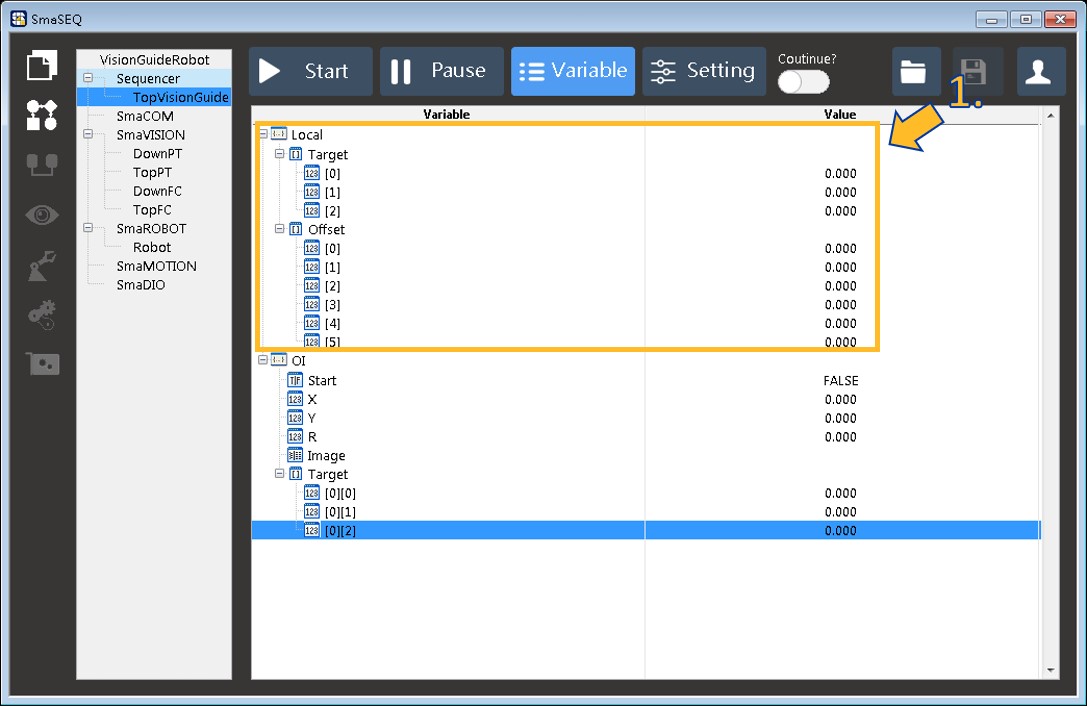 SmaSEQ
VisionGuideRobot
Sequencer
TopVisionGuide
SmaCOM
SmaVISION
DownPT
TopPT
DownFC
TopFC
SmaROBOT
Robot
SmaMOTION
SmaDIO
Start
Pause
Variable
Setting
Coutinue?
1.
Variable Value
Local
Target
[0] 0.000
[1] 0.000
[2] 0.000
Offset
[0] 0.000
[1] 0.000
[2] 0.000
[3] 0.000
[4] 0.000
[5] 0.000
OI
Start FALSE
X 0.000
Y 0.000
R 0.000
Image
Target
[0][0] 0.000
[0][1] 0.000
[0][2] 0.000